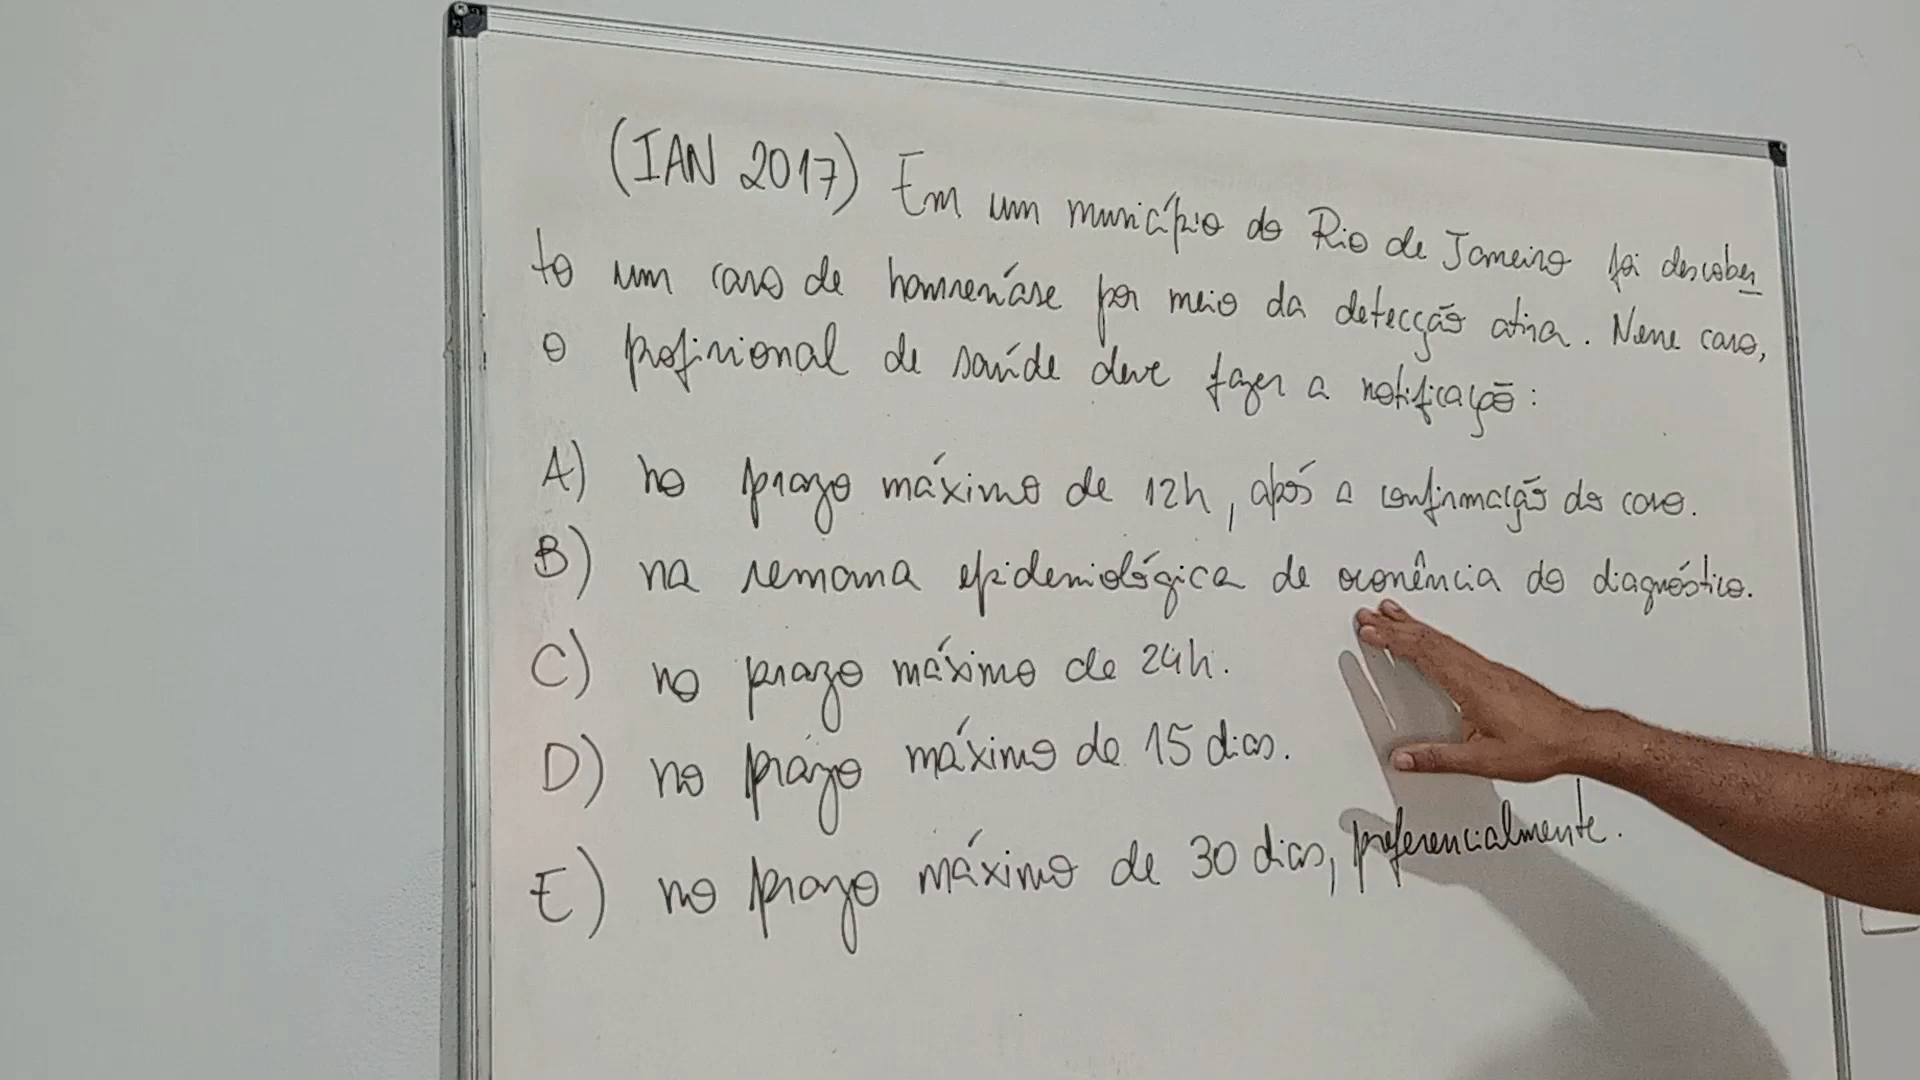 (IAN 2017) Em um município do Rio de Janeiro foi descober
to um caso de hanseníase por meio da detecção ativa. Nesse caso,
o profissional de saúde deve fazer a notificação:
A) no prazo máximo de 12h, após a confirmação do caso.
B) na semana epidemiológica de ocorrência do diagnóstico.
C) no prazo máximo de 24h.
D) no prazo máximo de 15 dias.
E) no prazo máximo de 30 dias, preferencialmente.